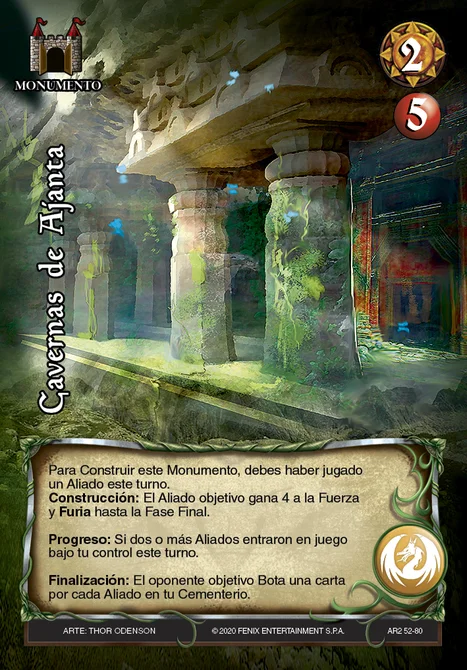 MONUMENTO
2
5
Cavernas de Ajanta
Para Construir este Monumento, debes haber jugado
un Aliado este turno.
Construcción: El Aliado objetivo gana 4 a la Fuerza
y Furia hasta la Fase Final.
Progreso: Si dos o más Aliados entraron en juego
bajo tu control este turno.
Finalización: El oponente objetivo Bota una carta
por cada Aliado en tu Cementerio.
ARTE: THOR ODENSON
©2020 FENIX ENTERTAINMENT S.P.A.
AR2 52-80